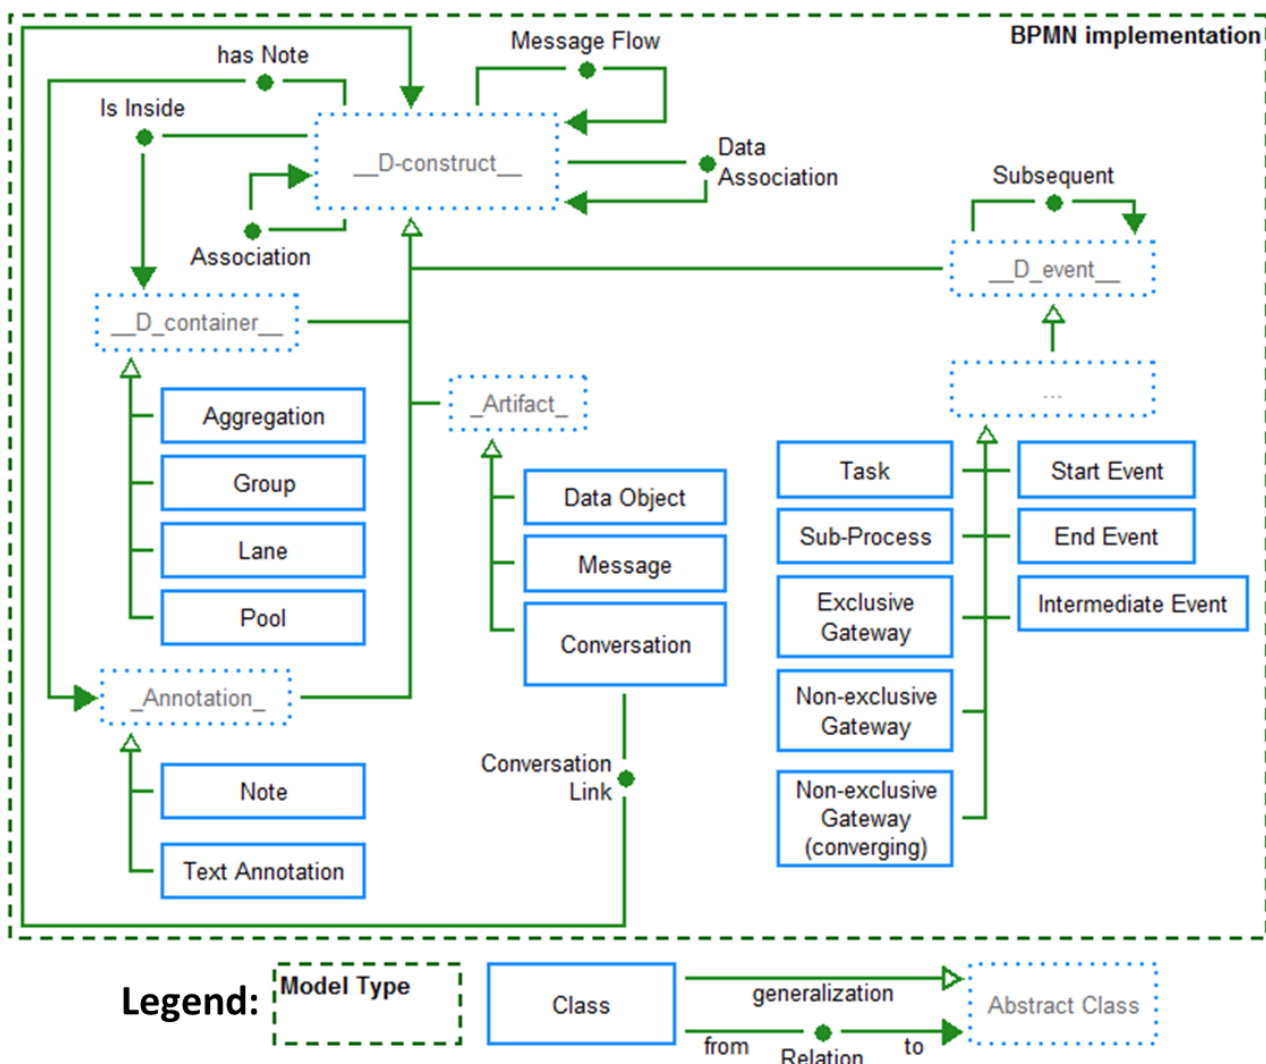 BPMN implementation
Message Flow
has Note
Is Inside
__D-construct__
Data
Association
Subsequent
Association
__D_event__
__D_container__
_Artifact_
...
Aggregation
Group
Lane
Pool
Data Object
Message
Conversation
Task
Start Event
Sub-Process
End Event
Exclusive
Gateway
Intermediate Event
Non-exclusive
Gateway
Non-exclusive
Gateway
(converging)
_Annotation_
Note
Text Annotation
Conversation
Link
Legend:
Model Type
Class
generalization
from
Relation
to
Abstract Class